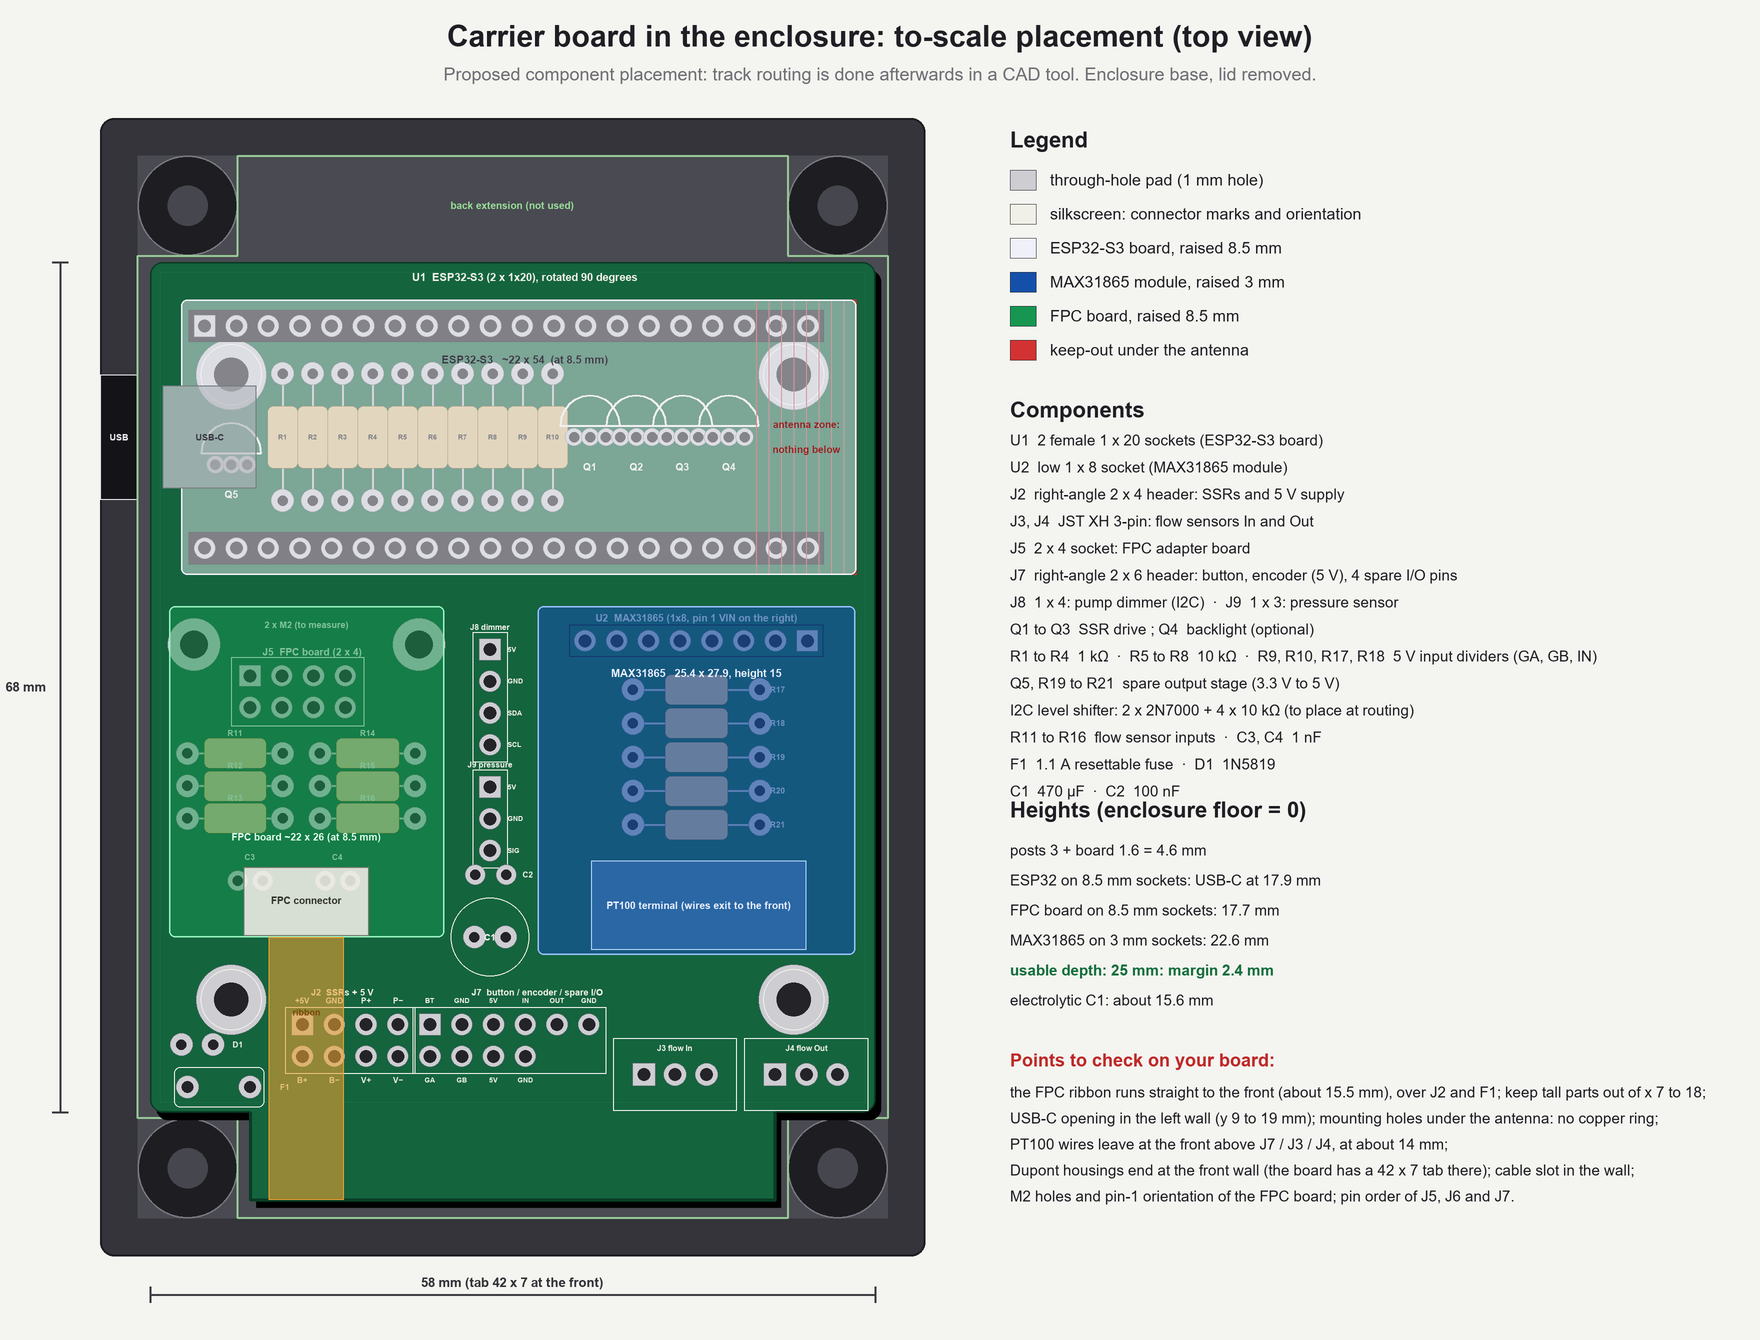 Carrier board in the enclosure: to-scale placement (top view)
Proposed component placement: track routing is done afterwards in a CAD tool. Enclosure base, lid removed.
back extension (not used)
U1 ESP32-S3 (2 x 1x20), rotated 90 degrees
ESP32-S3 ~22 x 54 (at 8.5 mm)
USB
USB-C
Q5
R1 R2 R3 R4 R5 R6 R7 R8 R9 R10
Q1 Q2 Q3 Q4
antenna zone:
nothing below
68 mm
2 x M2 (to measure)
J5 FPC board (2 x 4)
R11 R14
R12 R15
R13 R16
FPC board ~22 x 26 (at 8.5 mm)
C3 C4
FPC connector
J8 dimmer
5V
GND
SDA
SCL
J9 pressure
5V
GND
SIG
C2
C1
U2 MAX31865 (1x8, pin 1 VIN on the right)
MAX31865 25.4 x 27.9, height 15
R17
R18
R19
R20
R21
PT100 terminal (wires exit to the front)
J2 SSRs + 5 V
+5V GND P+ P−
ribbon
B+ B− V+ V−
J7 button / encoder / spare I/O
BT GND 5V IN OUT GND
GA GB 5V GND
D1
F1
J3 flow In
J4 flow Out
58 mm (tab 42 x 7 at the front)
Legend
through-hole pad (1 mm hole)
silkscreen: connector marks and orientation
ESP32-S3 board, raised 8.5 mm
MAX31865 module, raised 3 mm
FPC board, raised 8.5 mm
keep-out under the antenna
Components
U1 2 female 1 x 20 sockets (ESP32-S3 board)
U2 low 1 x 8 socket (MAX31865 module)
J2 right-angle 2 x 4 header: SSRs and 5 V supply
J3, J4 JST XH 3-pin: flow sensors In and Out
J5 2 x 4 socket: FPC adapter board
J7 right-angle 2 x 6 header: button, encoder (5 V), 4 spare I/O pins
J8 1 x 4: pump dimmer (I2C) · J9 1 x 3: pressure sensor
Q1 to Q3 SSR drive ; Q4 backlight (optional)
R1 to R4 1 kΩ · R5 to R8 10 kΩ · R9, R10, R17, R18 5 V input dividers (GA, GB, IN)
Q5, R19 to R21 spare output stage (3.3 V to 5 V)
I2C level shifter: 2 x 2N7000 + 4 x 10 kΩ (to place at routing)
R11 to R16 flow sensor inputs · C3, C4 1 nF
F1 1.1 A resettable fuse · D1 1N5819
C1 470 µF · C2 100 nF
Heights (enclosure floor = 0)
posts 3 + board 1.6 = 4.6 mm
ESP32 on 8.5 mm sockets: USB-C at 17.9 mm
FPC board on 8.5 mm sockets: 17.7 mm
MAX31865 on 3 mm sockets: 22.6 mm
usable depth: 25 mm: margin 2.4 mm
electrolytic C1: about 15.6 mm
Points to check on your board:
the FPC ribbon runs straight to the front (about 15.5 mm), over J2 and F1; keep tall parts out of x 7 to 18;
USB-C opening in the left wall (y 9 to 19 mm); mounting holes under the antenna: no copper ring;
PT100 wires leave at the front above J7 / J3 / J4, at about 14 mm;
Dupont housings end at the front wall (the board has a 42 x 7 tab there); cable slot in the wall;
M2 holes and pin-1 orientation of the FPC board; pin order of J5, J6 and J7.